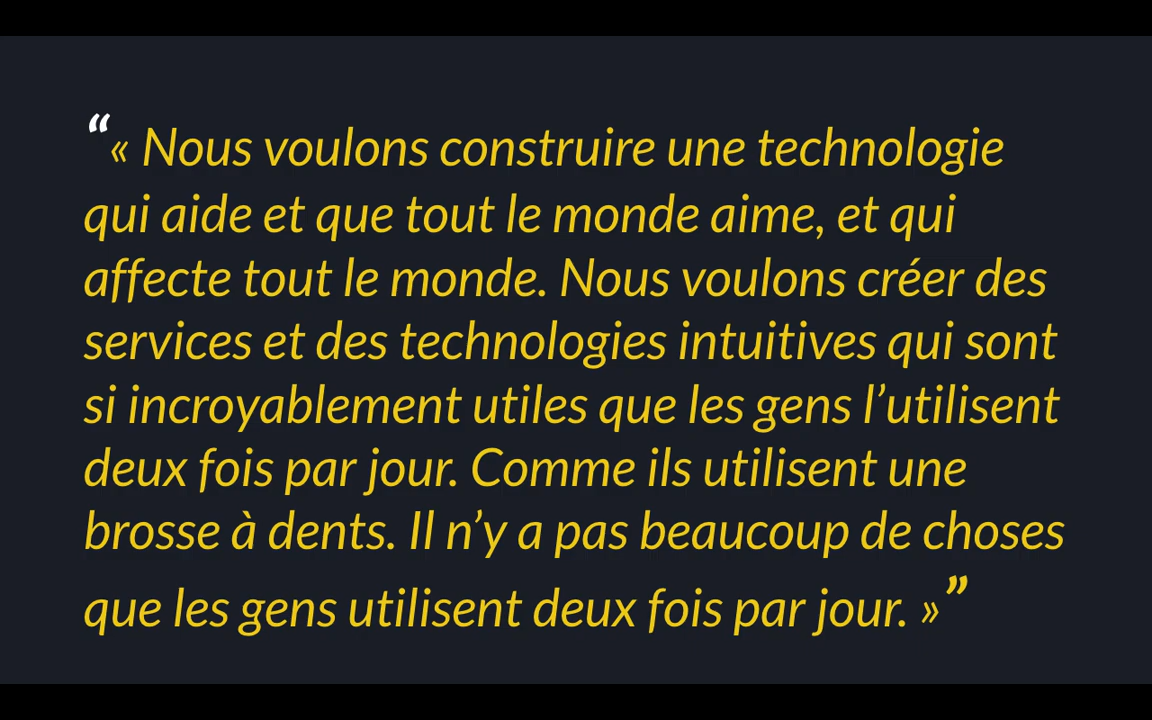 “« Nous voulons construire une technologie
qui aide et que tout le monde aime, et qui
affecte tout le monde. Nous voulons créer des
services et des technologies intuitives qui sont
si incroyablement utiles que les gens l’utilisent
deux fois par jour. Comme ils utilisent une
brosse à dents. Il n’y a pas beaucoup de choses
que les gens utilisent deux fois par jour. »”